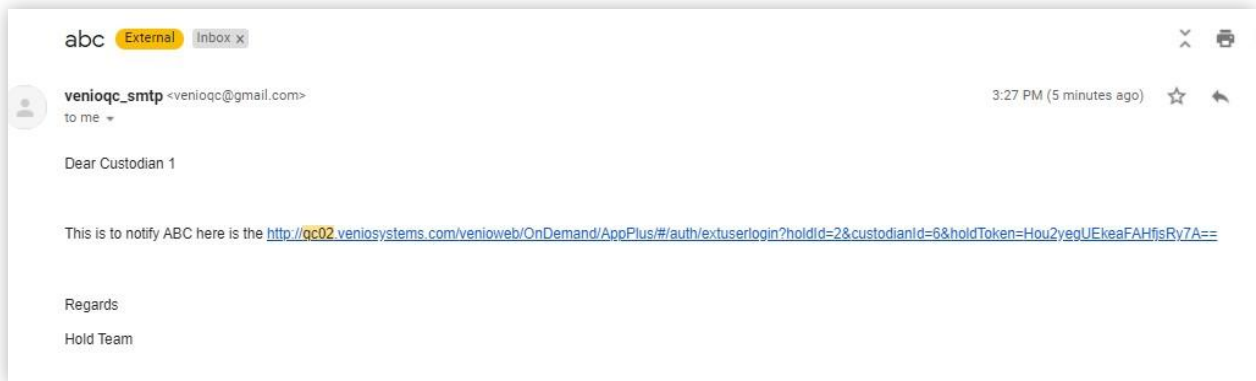 abc External Inbox x
venioqc_smtp <venioqc@gmail.com> 3:27 PM (5 minutes ago)
to me
Dear Custodian 1
This is to notify ABC here is the http://qc02.veniosystems.com/venioweb/OnDemand/AppPlus/#/auth/extuserlogin?holdId=2&custodianId=6&holdToken=Hou2yegUEkeaFAHfjsRy7A==
Regards
Hold Team